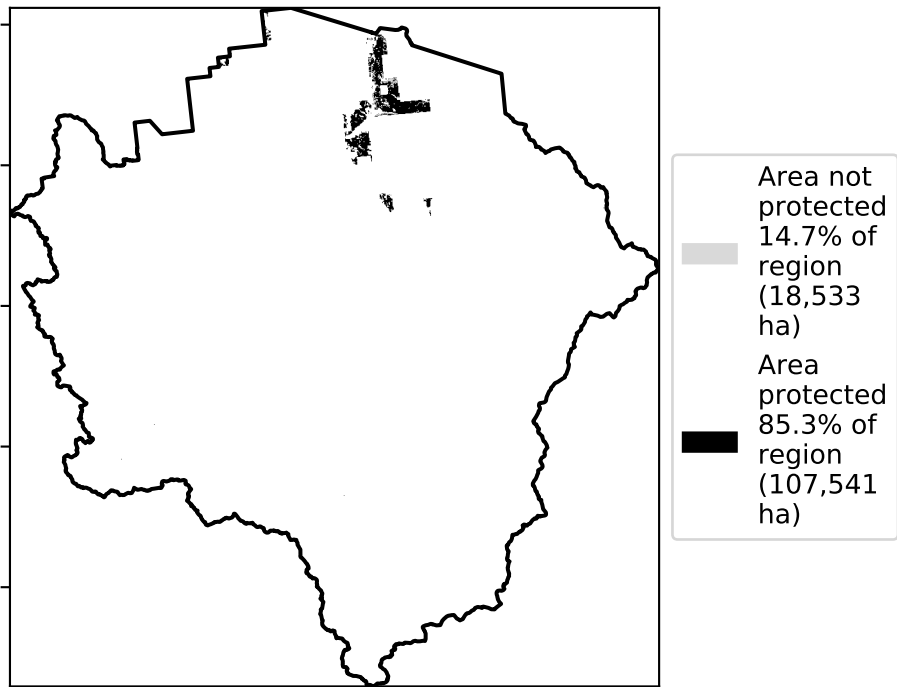 Area not
protected
14.7% of
region
(18,533
ha)
Area
protected
85.3% of
region
(107,541
ha)